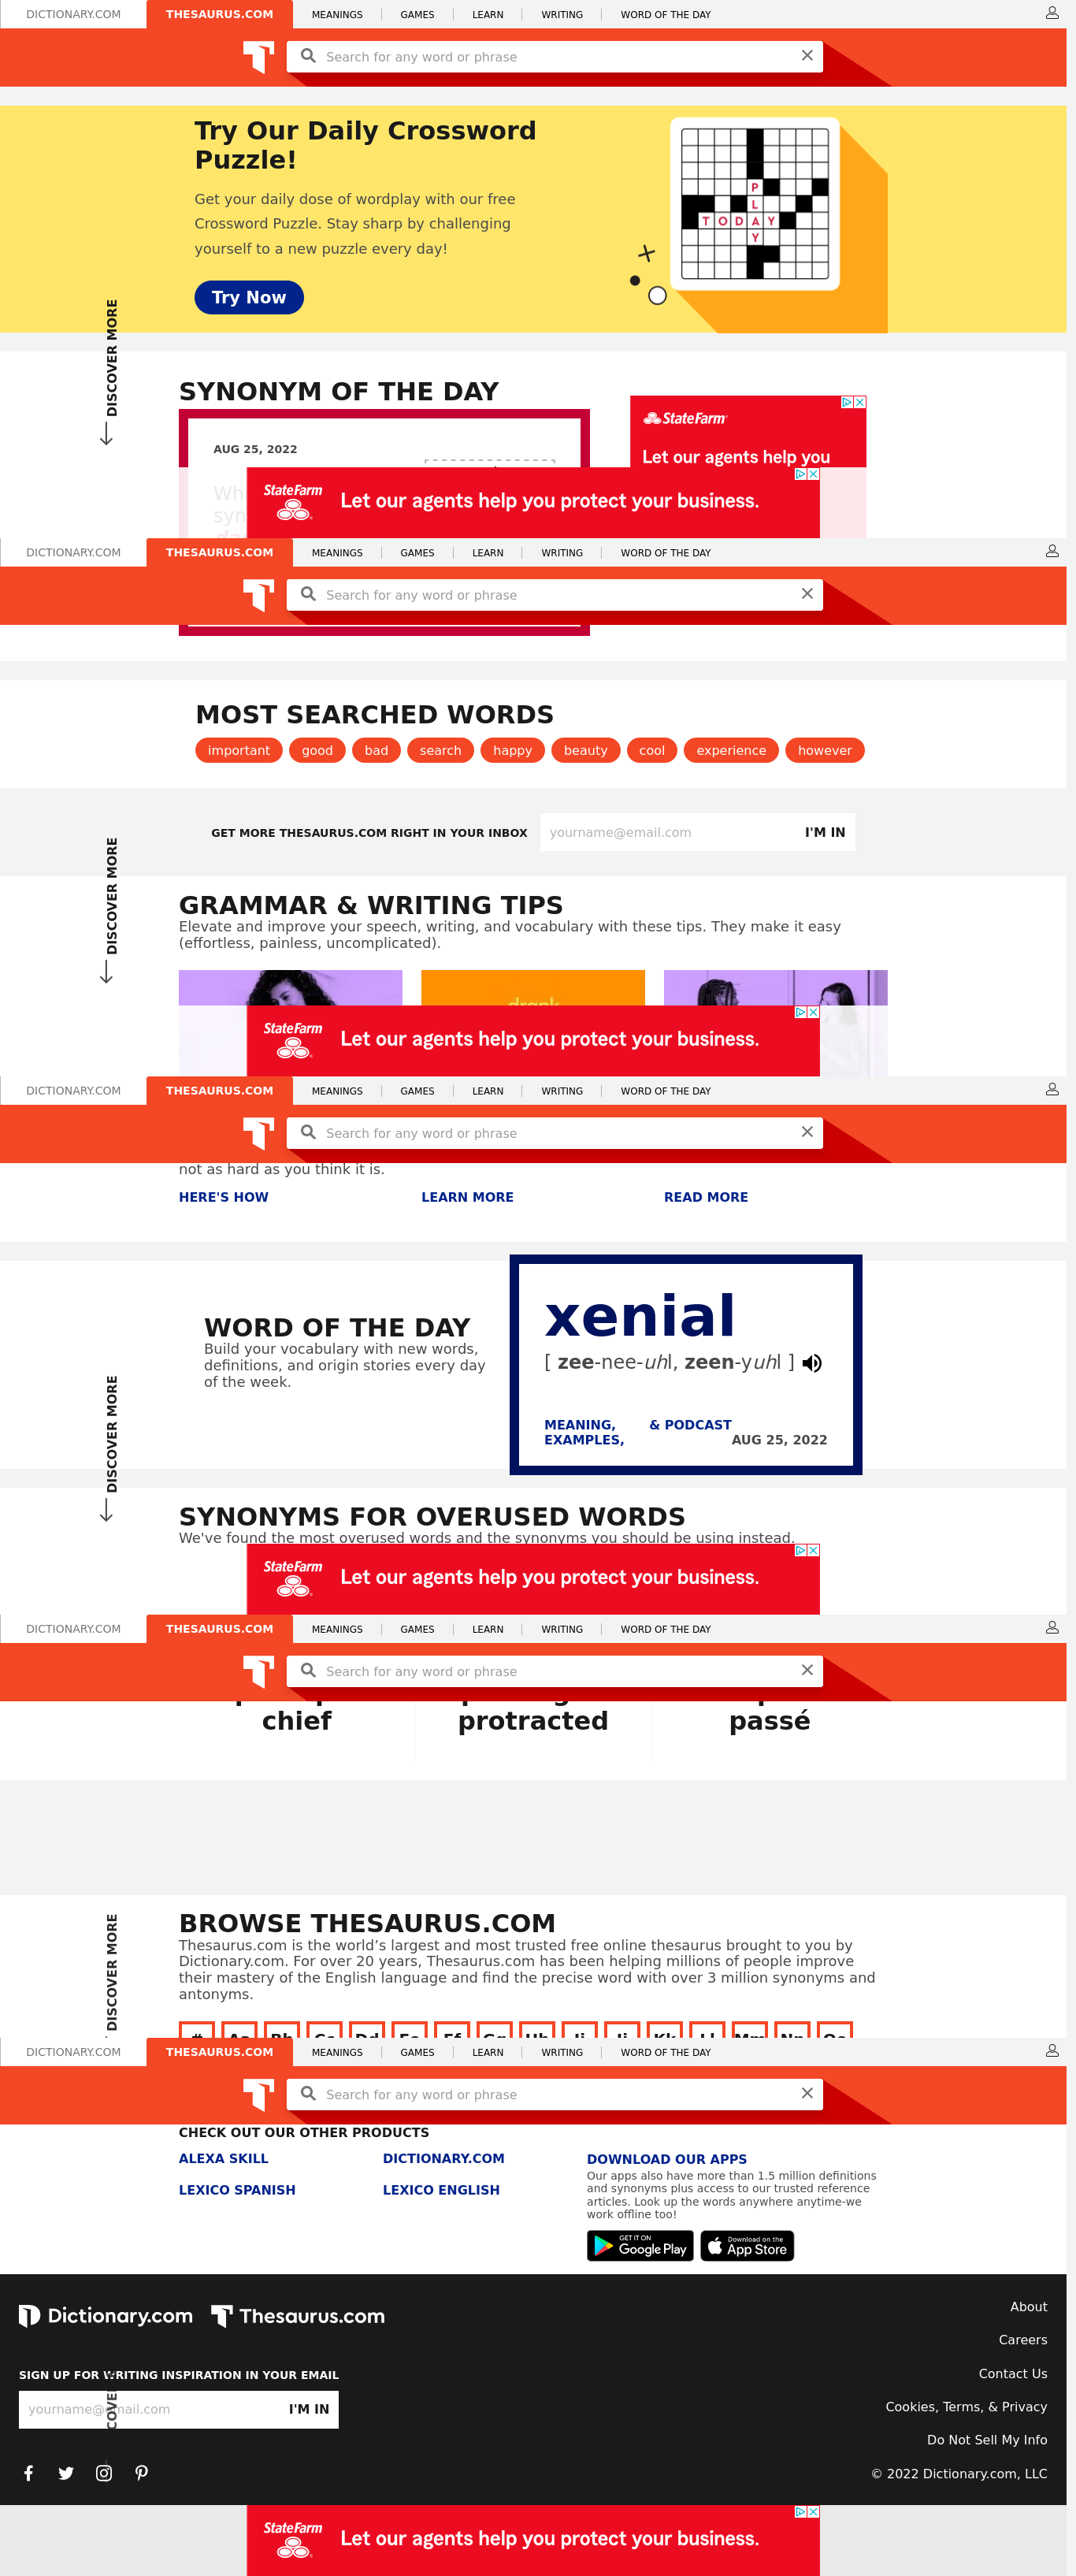 DICTIONARY.COM THESAURUS.COM MEANINGS GAMES LEARN WRITING WORD OF THE DAY
Search for any word or phrase
Try Our Daily Crossword
Puzzle!
Get your daily dose of wordplay with our free
Crossword Puzzle. Stay sharp by challenging
yourself to a new puzzle every day!
Try Now
P
L
TODAY
Y
DISCOVER MORE
SYNONYM OF THE DAY
AUG 25, 2022
StateFarm
Let our agents help you
StateFarm
Let our agents help you protect your business.
DICTIONARY.COM THESAURUS.COM MEANINGS GAMES LEARN WRITING WORD OF THE DAY
Search for any word or phrase
MOST SEARCHED WORDS
important good bad search happy beauty cool experience however
GET MORE THESAURUS.COM RIGHT IN YOUR INBOX yourname@email.com I'M IN
DISCOVER MORE
GRAMMAR & WRITING TIPS
Elevate and improve your speech, writing, and vocabulary with these tips. They make it easy
(effortless, painless, uncomplicated).
StateFarm
Let our agents help you protect your business.
DICTIONARY.COM THESAURUS.COM MEANINGS GAMES LEARN WRITING WORD OF THE DAY
Search for any word or phrase
not as hard as you think it is.
HERE'S HOW LEARN MORE READ MORE
WORD OF THE DAY
Build your vocabulary with new words,
definitions, and origin stories every day
of the week.
xenial
[ zee-nee-uhl, zeen-yuhl ]
MEANING, & PODCAST
EXAMPLES, AUG 25, 2022
DISCOVER MORE
SYNONYMS FOR OVERUSED WORDS
We've found the most overused words and the synonyms you should be using instead.
StateFarm
Let our agents help you protect your business.
DICTIONARY.COM THESAURUS.COM MEANINGS GAMES LEARN WRITING WORD OF THE DAY
Search for any word or phrase
chief protracted passé
DISCOVER MORE
BROWSE THESAURUS.COM
Thesaurus.com is the world’s largest and most trusted free online thesaurus brought to you by
Dictionary.com. For over 20 years, Thesaurus.com has been helping millions of people improve
their mastery of the English language and find the precise word with over 3 million synonyms and
antonyms.
DICTIONARY.COM THESAURUS.COM MEANINGS GAMES LEARN WRITING WORD OF THE DAY
Search for any word or phrase
CHECK OUT OUR OTHER PRODUCTS
ALEXA SKILL DICTIONARY.COM
LEXICO SPANISH LEXICO ENGLISH
DOWNLOAD OUR APPS
Our apps also have more than 1.5 million definitions
and synonyms plus access to our trusted reference
articles. Look up the words anywhere anytime-we
work offline too!
GET IT ON
Google Play
Download on the
App Store
Dictionary.com Thesaurus.com
SIGN UP FOR WRITING INSPIRATION IN YOUR EMAIL
yourname@email.com I'M IN
About
Careers
Contact Us
Cookies, Terms, & Privacy
Do Not Sell My Info
© 2022 Dictionary.com, LLC
StateFarm
Let our agents help you protect your business.